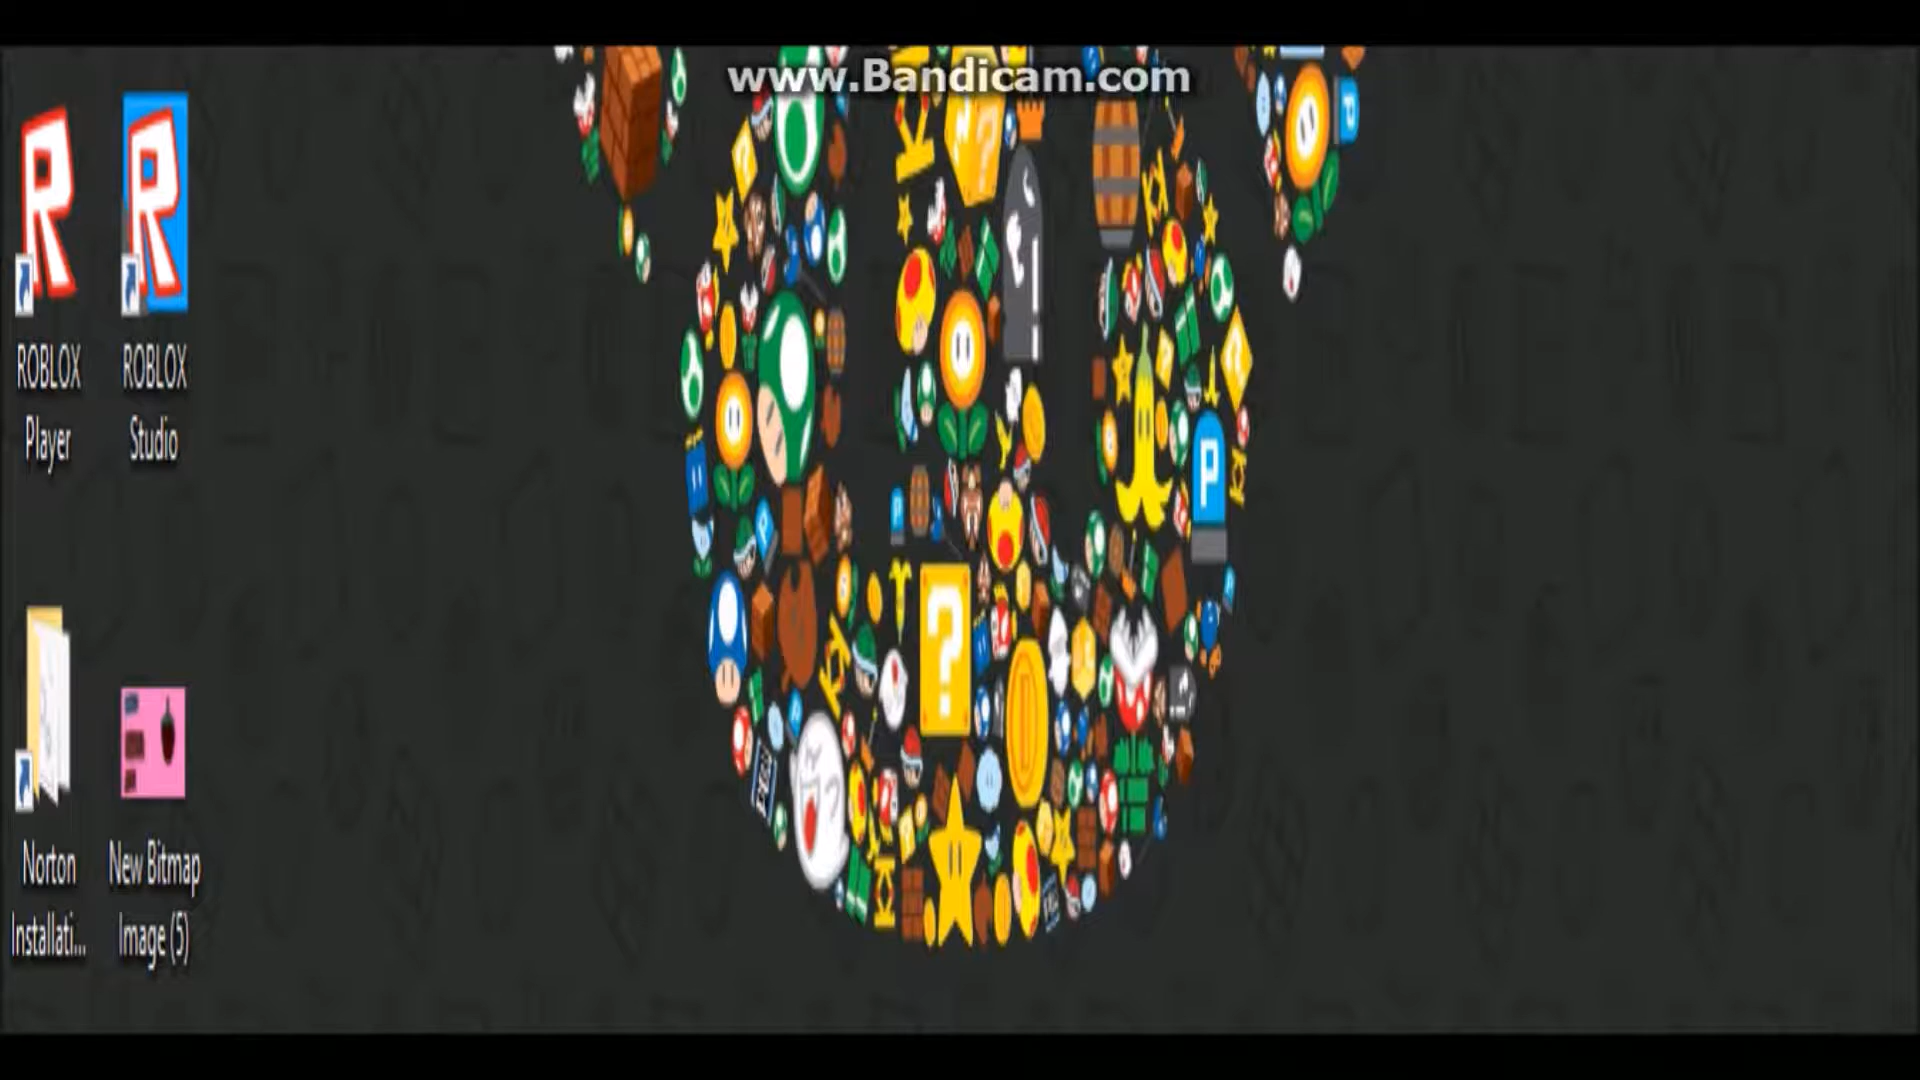 www.Bandicam.com
ROBLOX
Player
ROBLOX
Studio
Norton
Installati...
New Bitmap
Image (5)